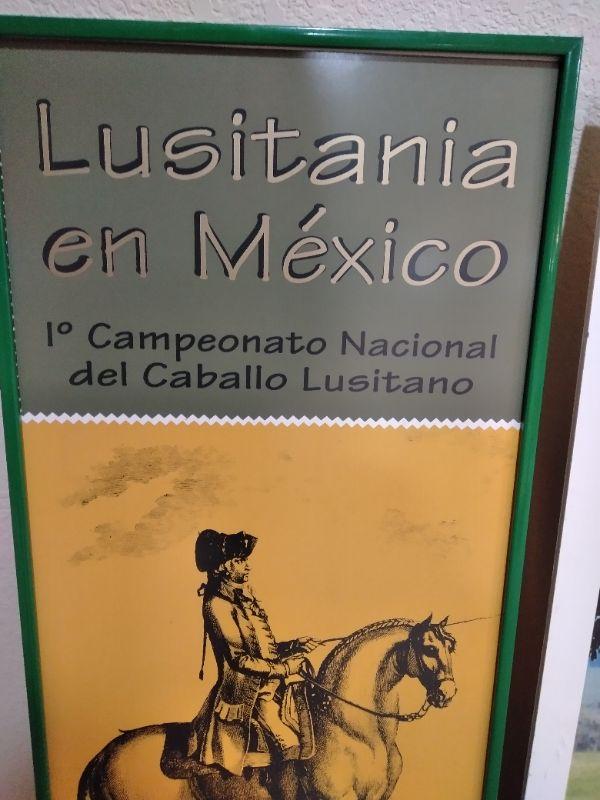 Lusitania
en México
1º Campeonato Nacional
del Caballo Lusitano